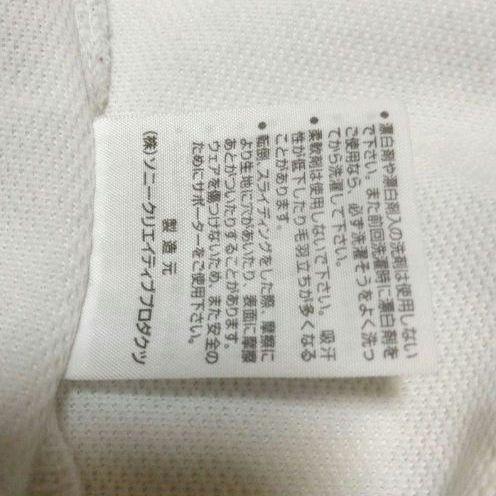 ● 漂白剤や漂白剤入の洗剤は使用しない
で下さい。また前回洗濯時に漂白剤を
ご使用なら、必ず洗濯そうをよく洗っ
てから洗濯して下さい。
● 柔軟剤は使用しないで下さい。 吸汗
性が低下したり毛羽立ちが多くなる
ことがあります。
● 転倒、スライディングをした際、摩擦に
より生地に穴があいたり、表面に摩擦
あとがついたりすることがあります。
ウェアを傷つけないため、また安全の
ためにサポーターをご使用下さい。
製造元
(株)ソニー・クリエイティブプロダクツ